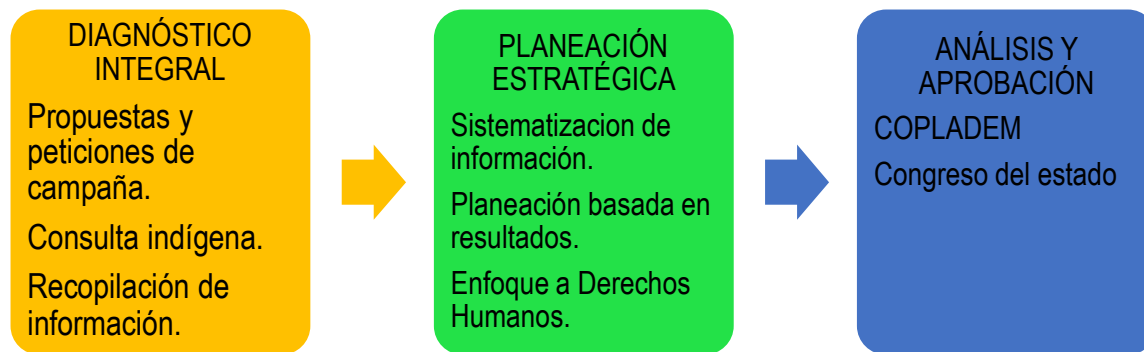 DIAGNÓSTICO
INTEGRAL
Propuestas y
peticiones de
campaña.
Consulta indígena.
Recopilación de
información.
PLANEACIÓN
ESTRATÉGICA
Sistematizacion de
información.
Planeación basada en
resultados.
Enfoque a Derechos
Humanos.
ANÁLISIS Y
APROBACIÓN
COPLADEM
Congreso del estado